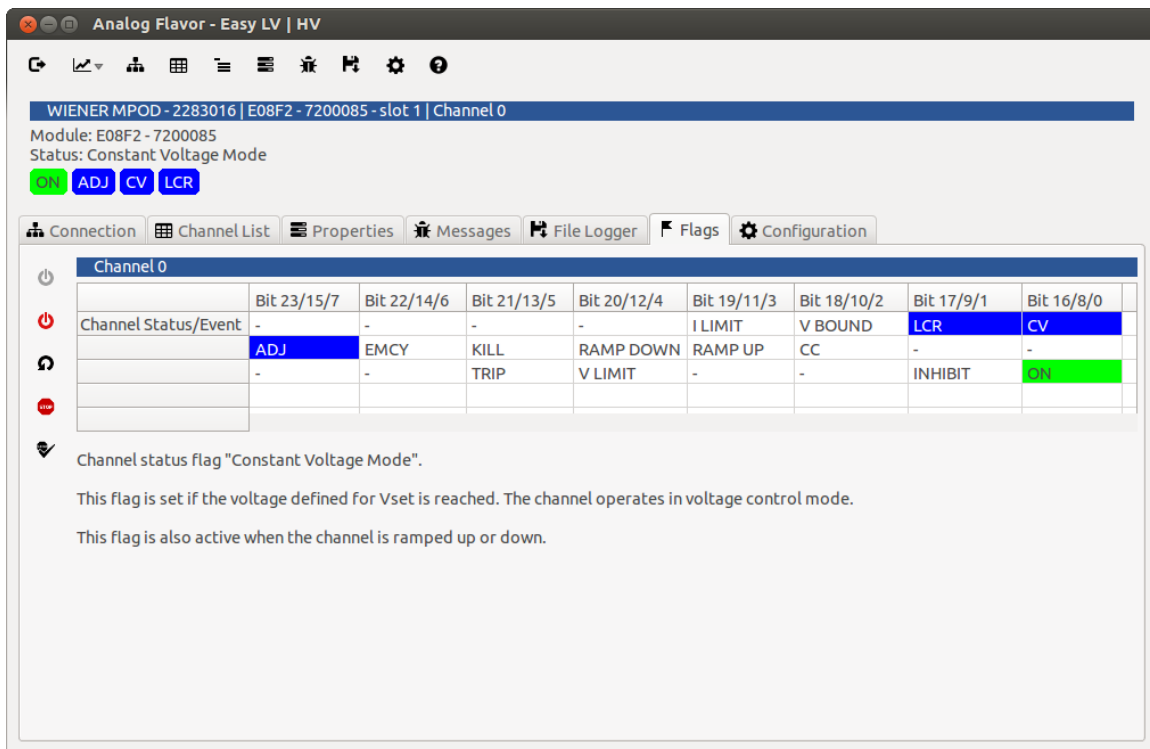 Analog Flavor - Easy LV | HV
WIENER MPOD - 2283016 | E08F2 - 7200085 - slot 1 | Channel 0
Module: E08F2 - 7200085
Status: Constant Voltage Mode
ON ADJ CV LCR
Connection Channel List Properties Messages File Logger Flags Configuration
Channel 0
Bit 23/15/7 Bit 22/14/6 Bit 21/13/5 Bit 20/12/4 Bit 19/11/3 Bit 18/10/2 Bit 17/9/1 Bit 16/8/0
Channel Status/Event - - - - I LIMIT V BOUND LCR CV
ADJ EMCY KILL RAMP DOWN RAMP UP CC - -
- - TRIP V LIMIT - - INHIBIT ON
STOP
Channel status flag "Constant Voltage Mode".
This flag is set if the voltage defined for Vset is reached. The channel operates in voltage control mode.
This flag is also active when the channel is ramped up or down.